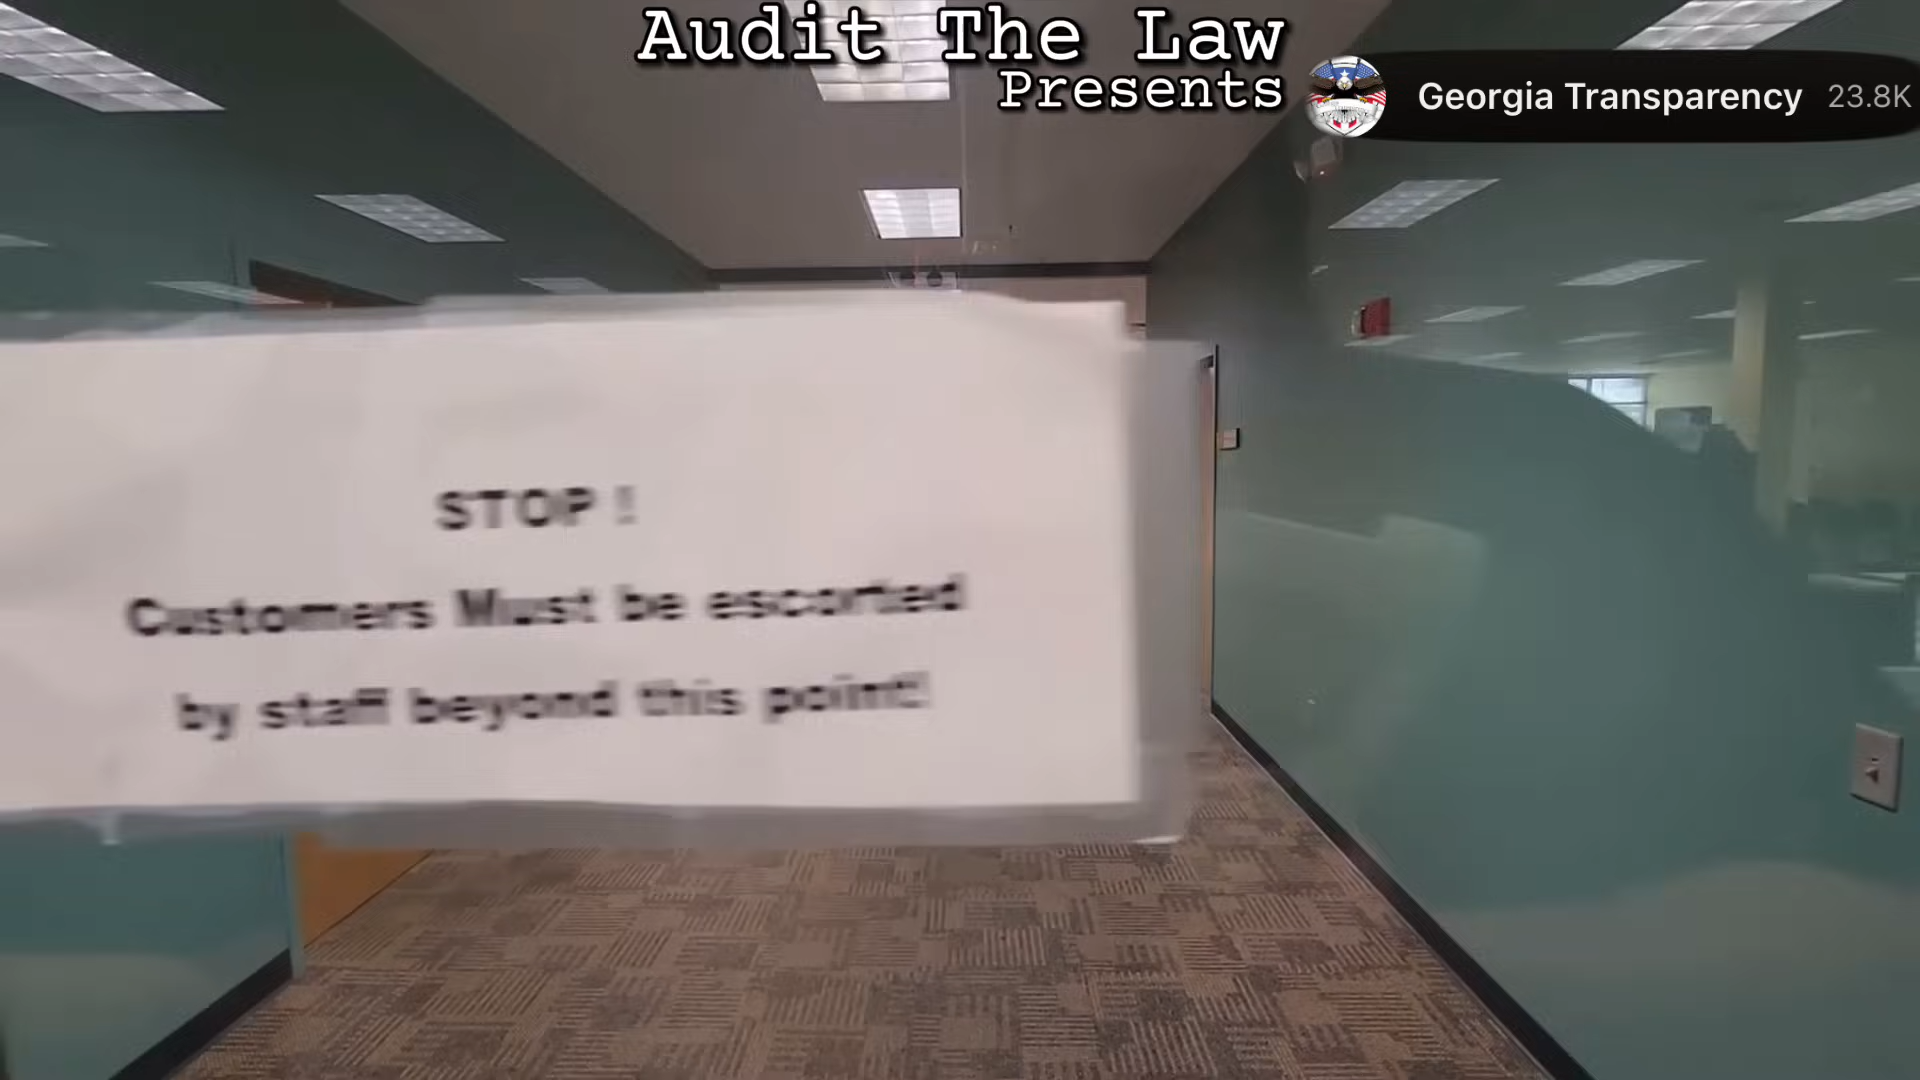 Audit The Law
Presents
Georgia Transparency 23.8K
STOP !
Customers Must be escorted
by staff beyond this point!